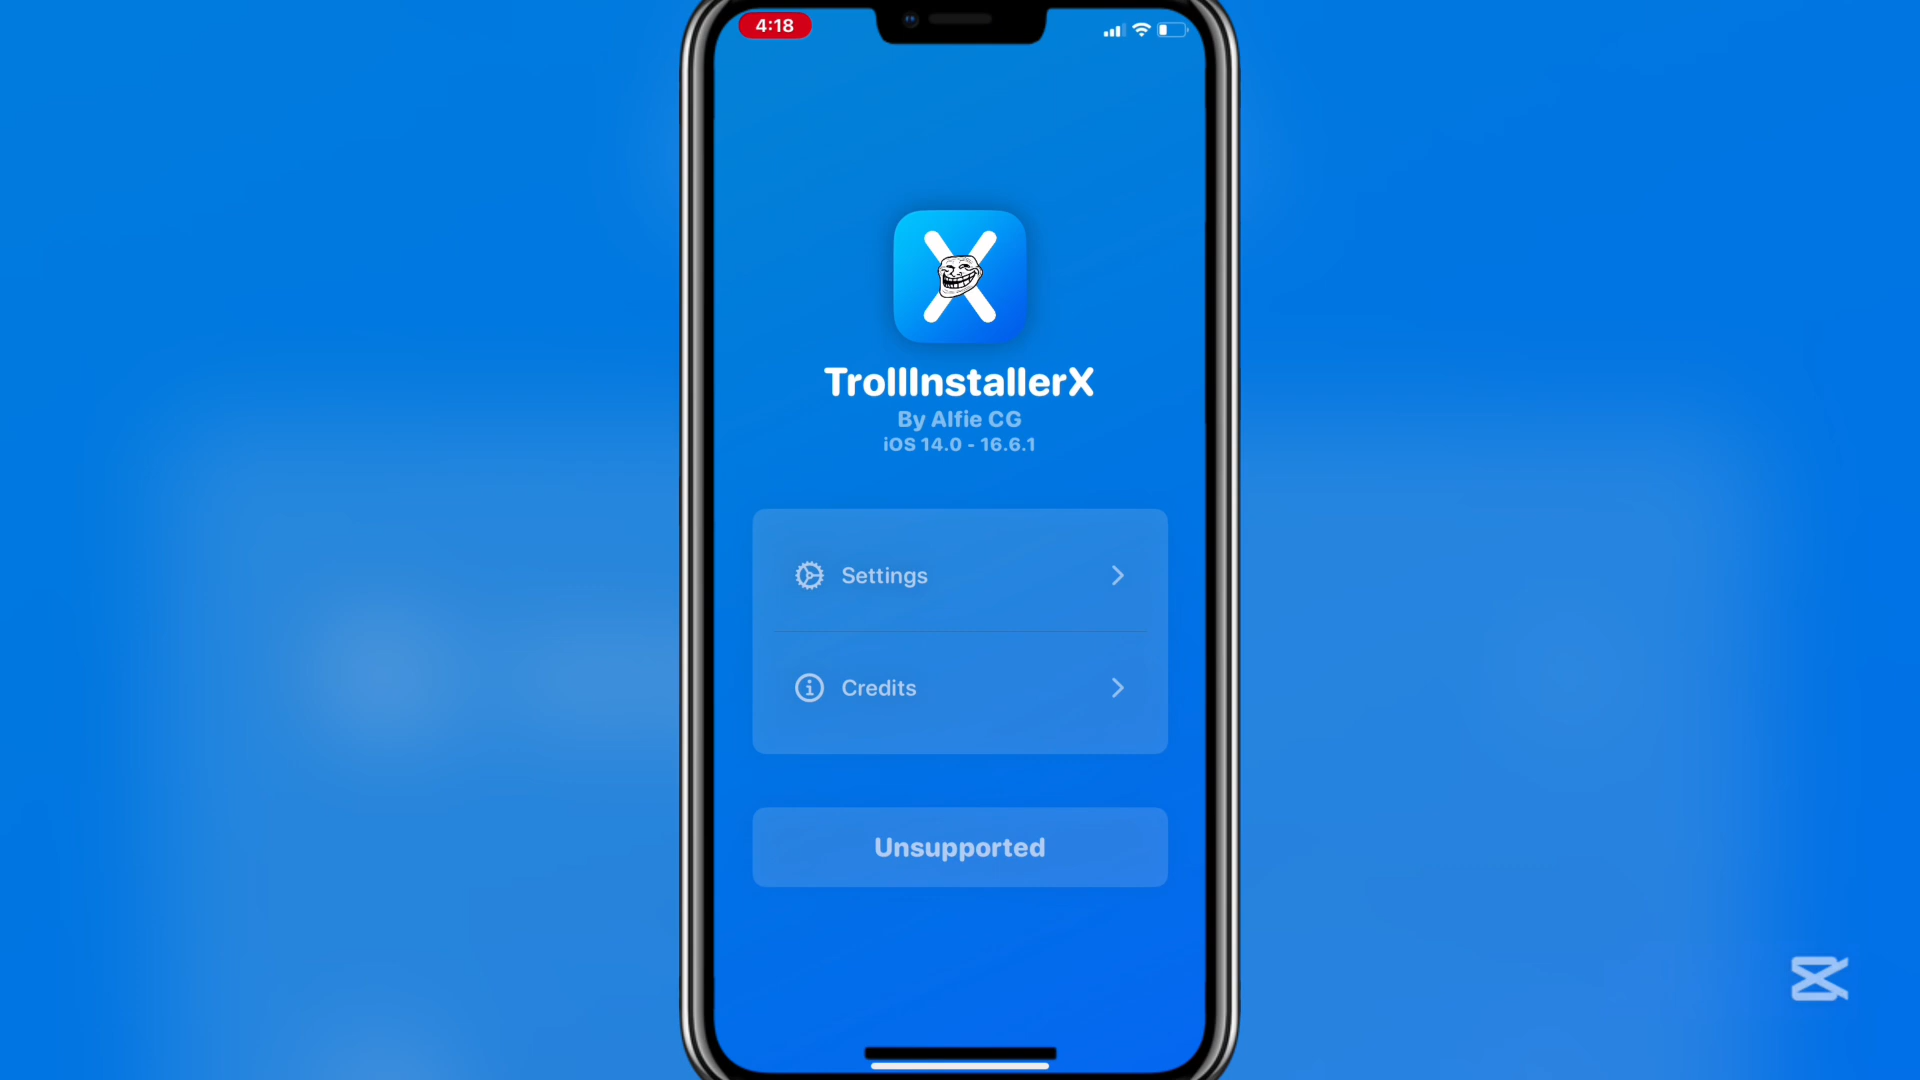 4:18
TrollInstallerX
By Alfie CG
iOS 14.0 - 16.6.1
Settings
Credits
Unsupported